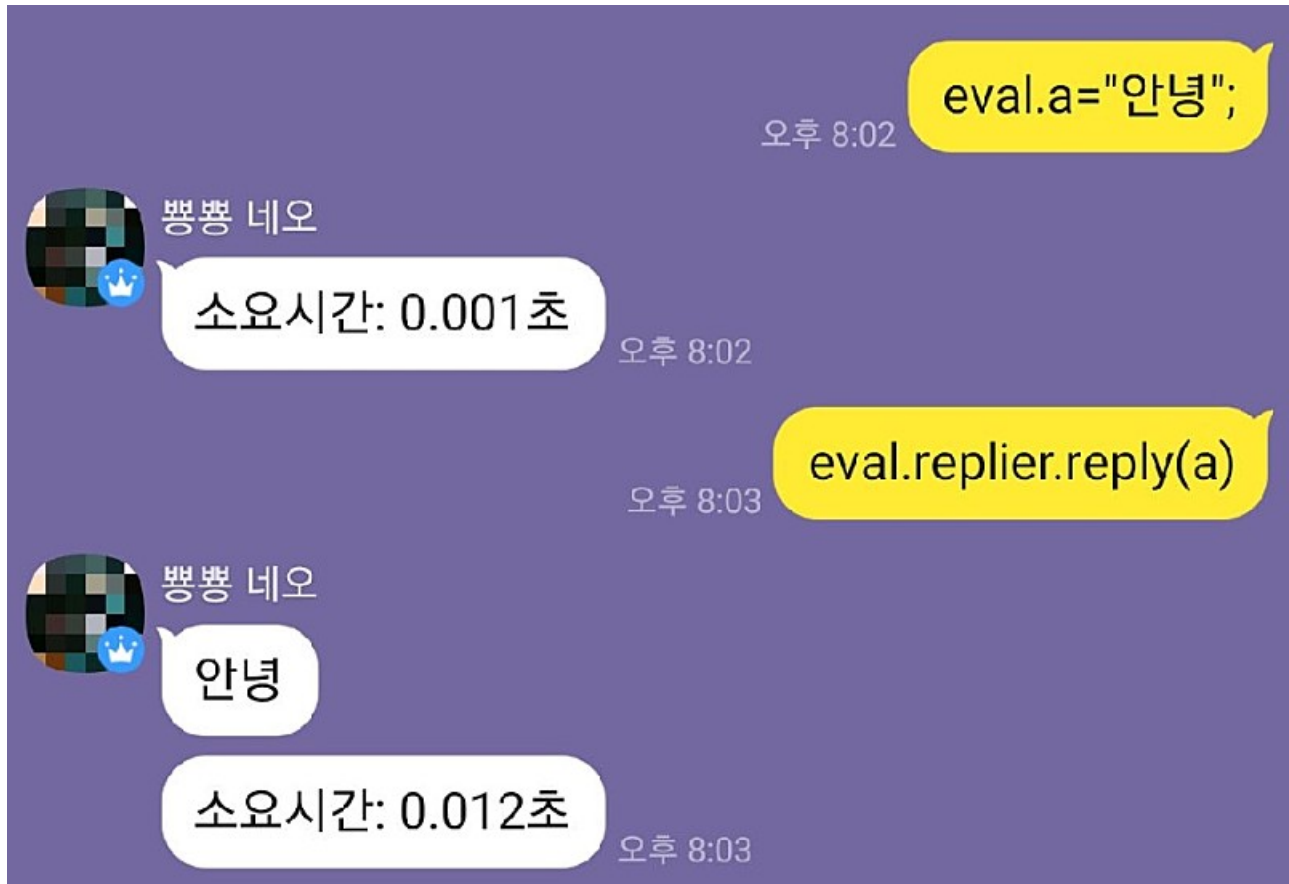 eval.a="안녕";
오후 8:02
뿅뿅 네오
소요시간: 0.001초
오후 8:02
eval.replier.reply(a)
오후 8:03
뿅뿅 네오
안녕
소요시간: 0.012초
오후 8:03